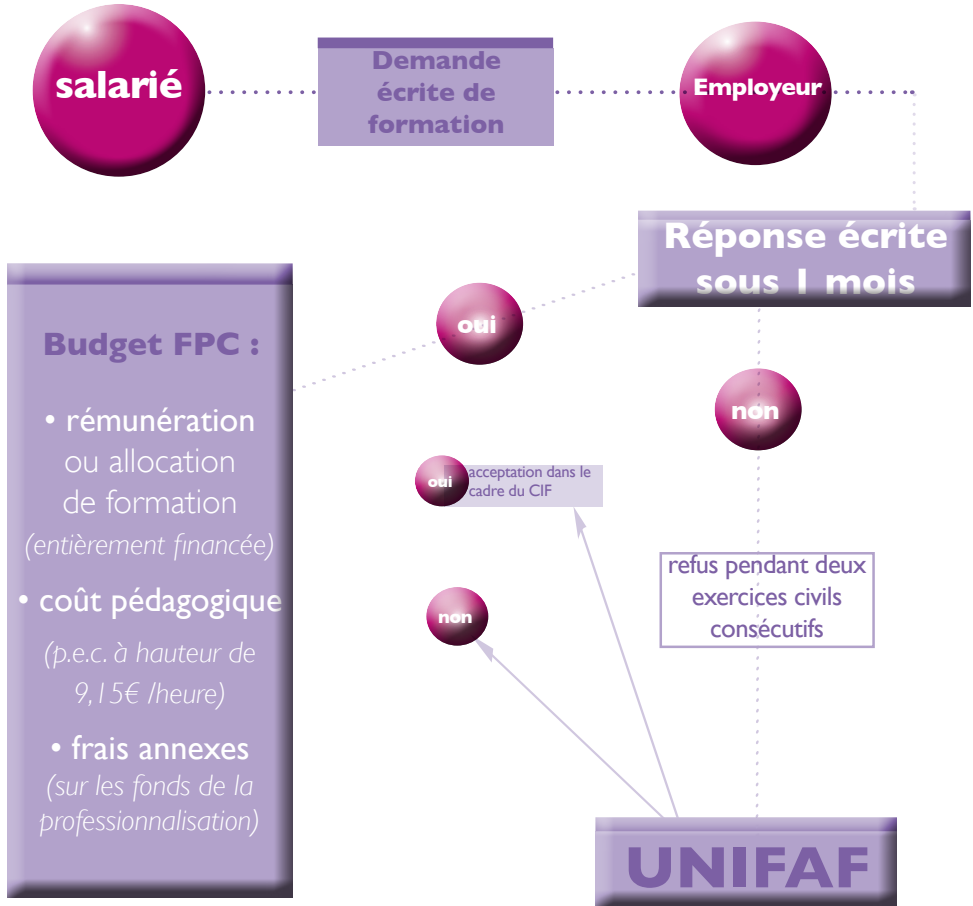 salarié
Demande
écrite de
formation
Employeur
Réponse écrite
sous 1 mois
oui
non
Budget FPC :
• rémunération
ou allocation
de formation
(entièrement financée)
• coût pédagogique
(p.e.c. à hauteur de
9,15€ /heure)
• frais annexes
(sur les fonds de la
professionnalisation)
oui
acceptation dans le
cadre du CIF
non
refus pendant deux
exercices civils
consécutifs
UNIFAF